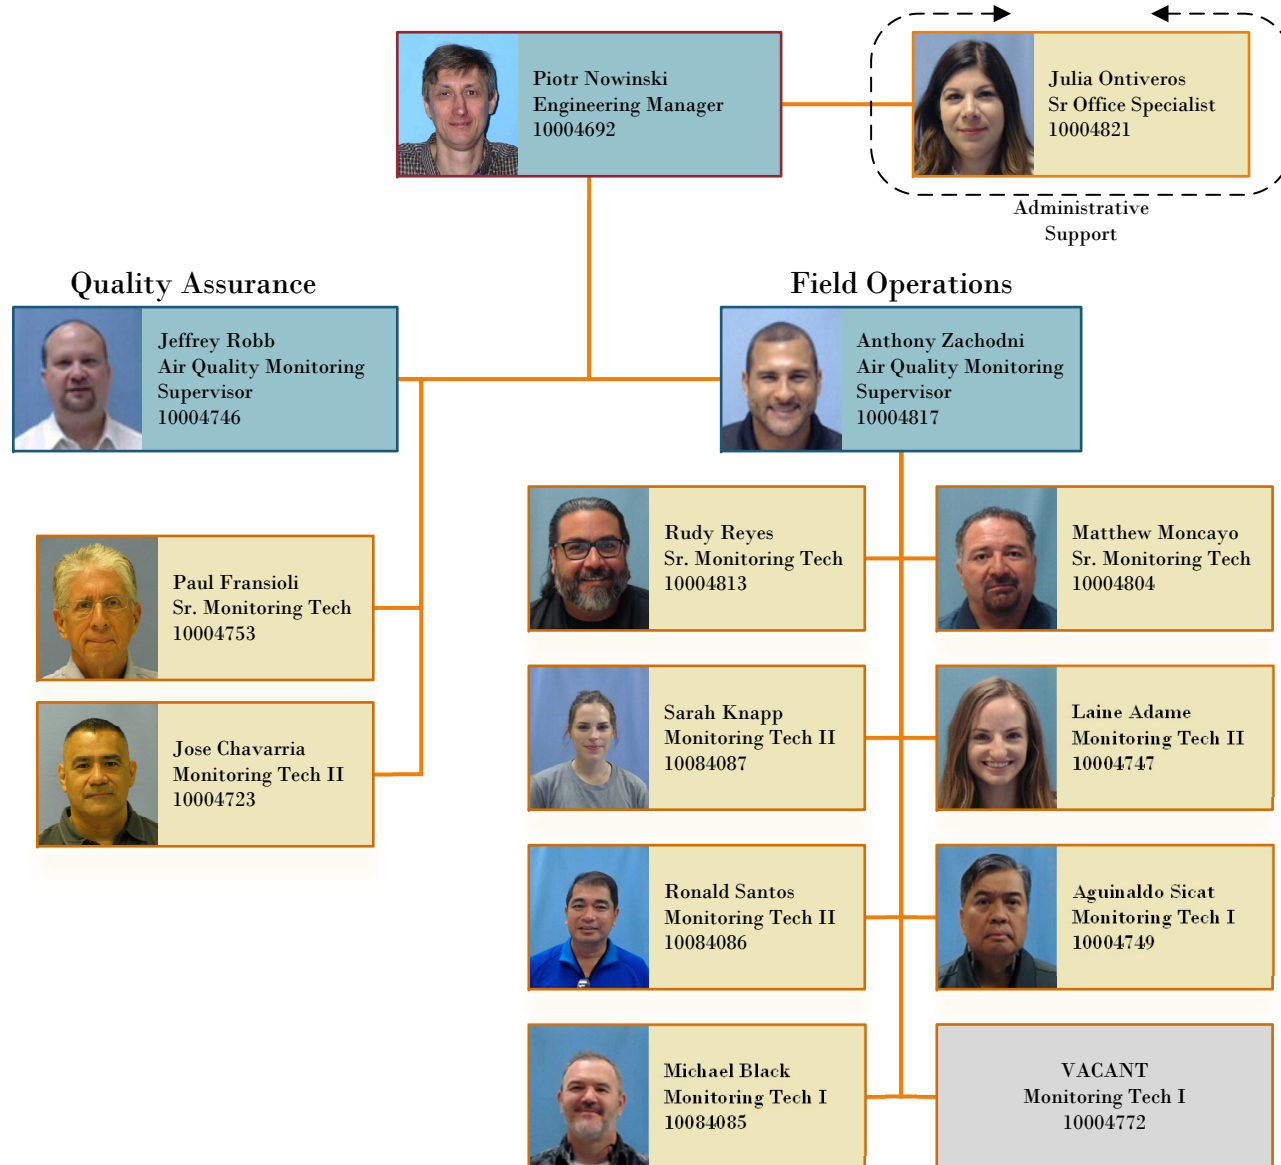 Piotr Nowinski
Engineering Manager
10004692
Julia Ontiveros
Sr Office Specialist
10004821
Administrative
Support
Quality Assurance
Jeffrey Robb
Air Quality Monitoring
Supervisor
10004746
Field Operations
Anthony Zachodni
Air Quality Monitoring
Supervisor
10004817
Paul Fransioli
Sr. Monitoring Tech
10004753
Jose Chavarria
Monitoring Tech II
10004723
Rudy Reyes
Sr. Monitoring Tech
10004813
Matthew Moncayo
Sr. Monitoring Tech
10004804
Sarah Knapp
Monitoring Tech II
10084087
Laine Adame
Monitoring Tech II
10004747
Ronald Santos
Monitoring Tech II
10084086
Aguinaldo Sicat
Monitoring Tech I
10004749
Michael Black
Monitoring Tech I
10084085
VACANT
Monitoring Tech I
10004772